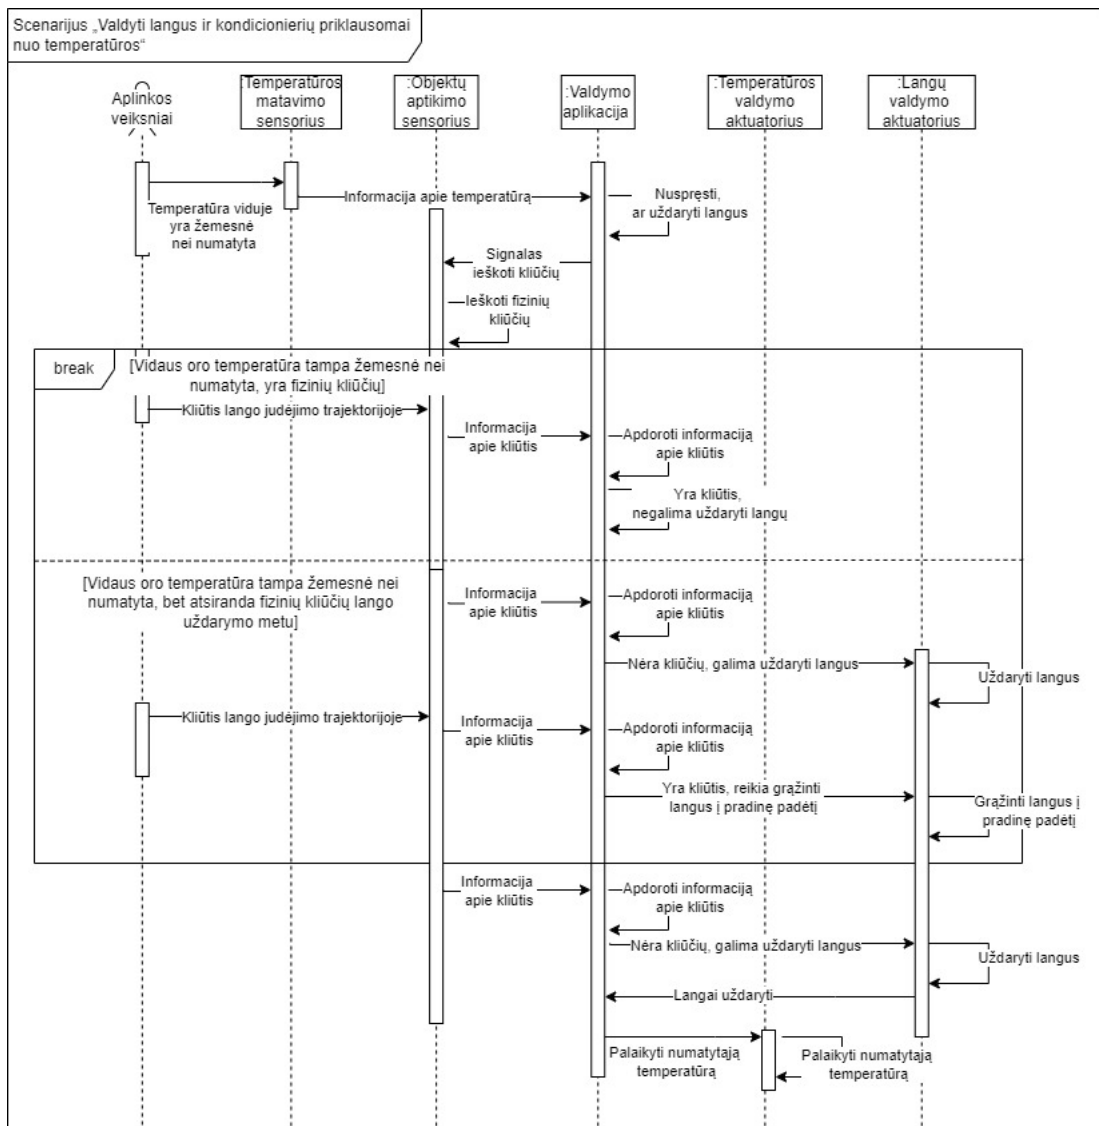 Scenarijus „Valdyti langus ir kondicionierių priklausomai
nuo temperatūros“
Aplinkos
veiksniai
:Temperatūros
matavimo
sensorius
:Objektų
aptikimo
sensorius
:Valdymo
aplikacija
:Temperatūros
valdymo
aktuatorius
:Langų
valdymo
aktuatorius
Temperatūra viduje
yra žemesnė
nei numatyta
Informacija apie temperatūrą
Nuspręsti,
ar uždaryti langus
Signalas
ieškoti kliūčių
Ieškoti fizinių
kliūčių
break
[Vidaus oro temperatūra tampa žemesnė nei
numatyta, yra fizinių kliūčių]
Kliūtis lango judėjimo trajektorijoje
Informacija
apie kliūtis
Apdoroti informaciją
apie kliūtis
Yra kliūtis,
negalima uždaryti langų
[Vidaus oro temperatūra tampa žemesnė nei
numatyta, bet atsiranda fizinių kliūčių lango
uždarymo metu]
Informacija
apie kliūtis
Apdoroti informaciją
apie kliūtis
Nėra kliūčių, galima uždaryti langus
Uždaryti langus
Kliūtis lango judėjimo trajektorijoje
Informacija
apie kliūtis
Apdoroti informaciją
apie kliūtis
Yra kliūtis, reikia grąžinti
langus į pradinę padėtį
Grąžinti langus į
pradinę padėtį
Informacija
apie kliūtis
Apdoroti informaciją
apie kliūtis
Nėra kliūčių, galima uždaryti langus
Uždaryti langus
Langai uždaryti
Palaikyti numatytąją
temperatūrą
Palaikyti numatytąją
temperatūrą